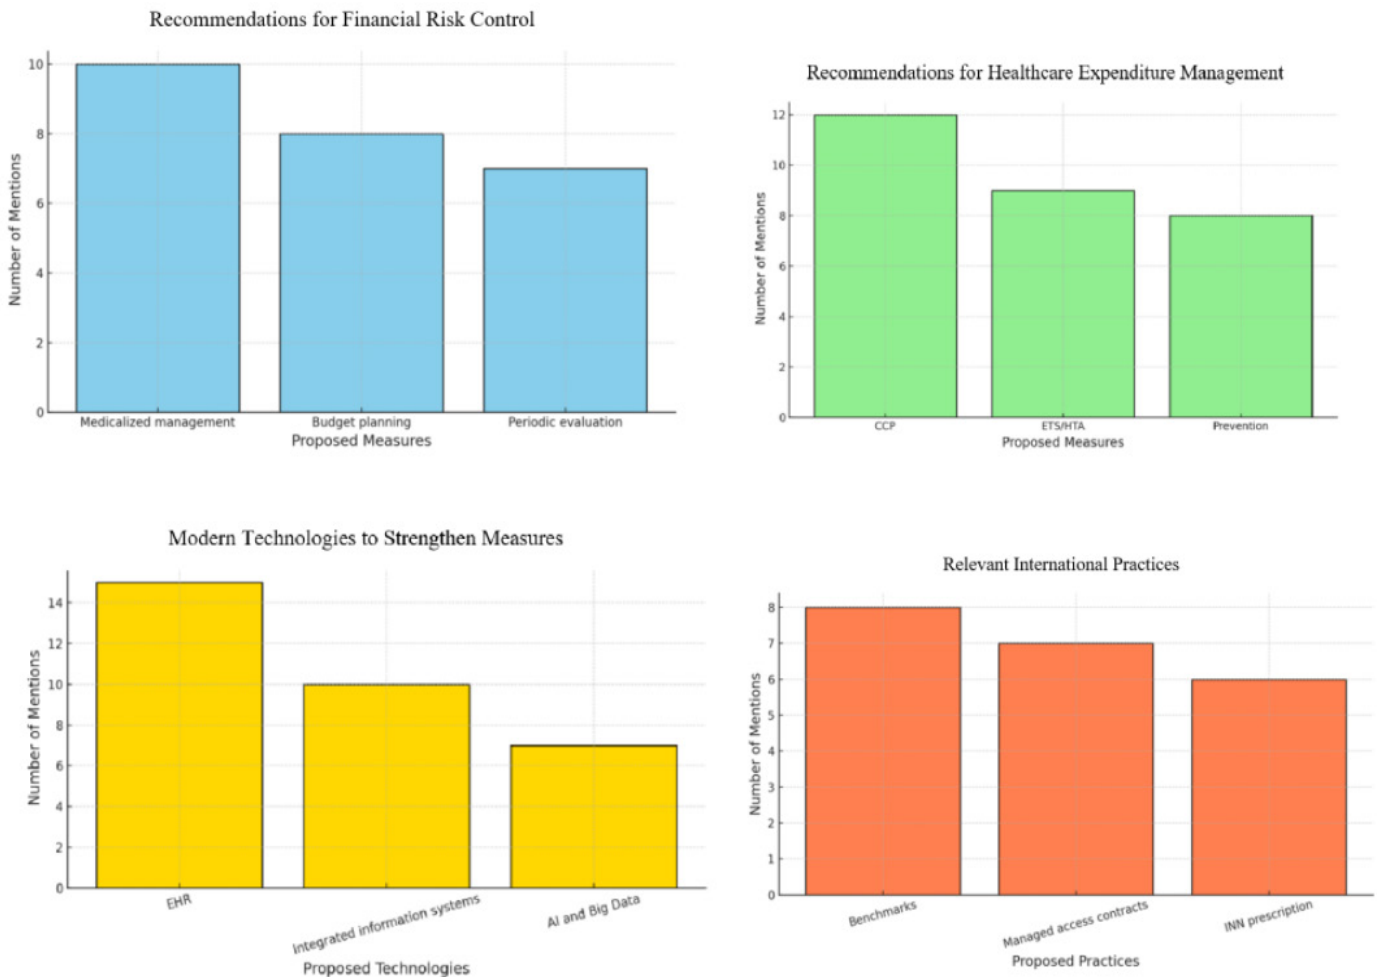 Recommendations for Financial Risk Control
10
8
6
4
2
0
Number of Mentions
Medicalized management
Budget planning
Periodic evaluation
Proposed Measures
Recommendations for Healthcare Expenditure Management
12
10
8
6
4
2
0
Number of Mentions
CCP
ETS/HTA
Prevention
Proposed Measures
Modern Technologies to Strengthen Measures
14
12
10
8
6
4
2
0
Number of Mentions
EHR
Integrated information systems
AI and Big Data
Proposed Technologies
Relevant International Practices
8
7
6
5
4
3
2
1
0
Number of Mentions
Benchmarks
Managed access contracts
INN prescription
Proposed Practices